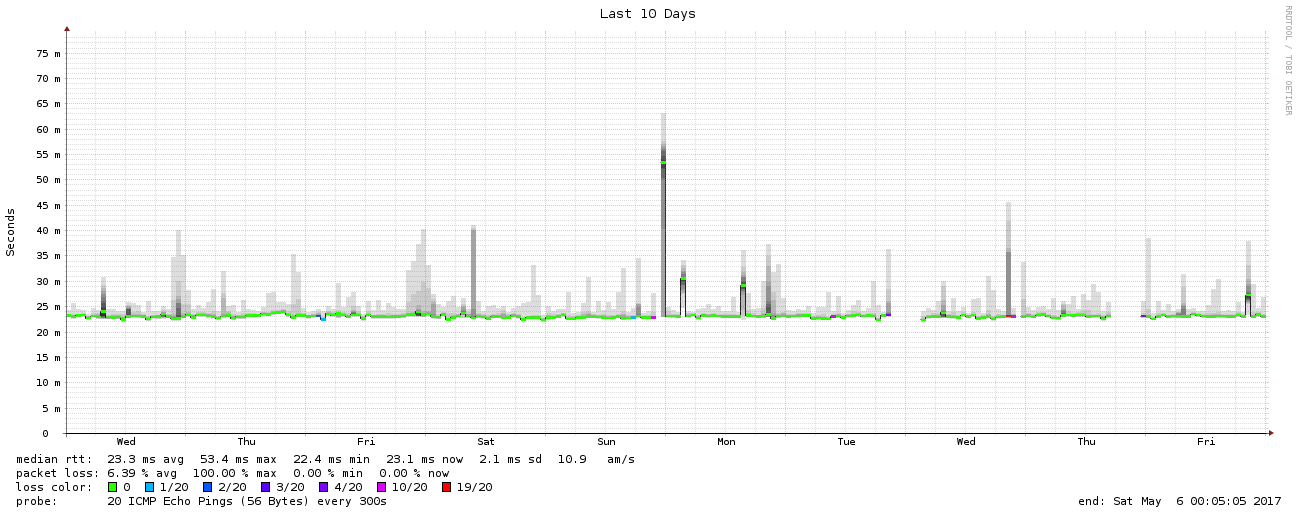 Last 10 Days
RRDTOOL / TOBI OETIKER
Seconds
75 m
70 m
65 m
60 m
55 m
50 m
45 m
40 m
35 m
30 m
25 m
20 m
15 m
10 m
5 m
0
Wed Thu Fri Sat Sun Mon Tue Wed Thu Fri
median rtt: 23.3 ms avg 53.4 ms max 22.4 ms min 23.1 ms now 2.1 ms sd 10.9 am/s
packet loss: 6.39 % avg 100.00 % max 0.00 % min 0.00 % now
loss color: 0 1/20 2/20 3/20 4/20 10/20 19/20
probe: 20 ICMP Echo Pings (56 Bytes) every 300s end: Sat May 6 00:05:05 2017